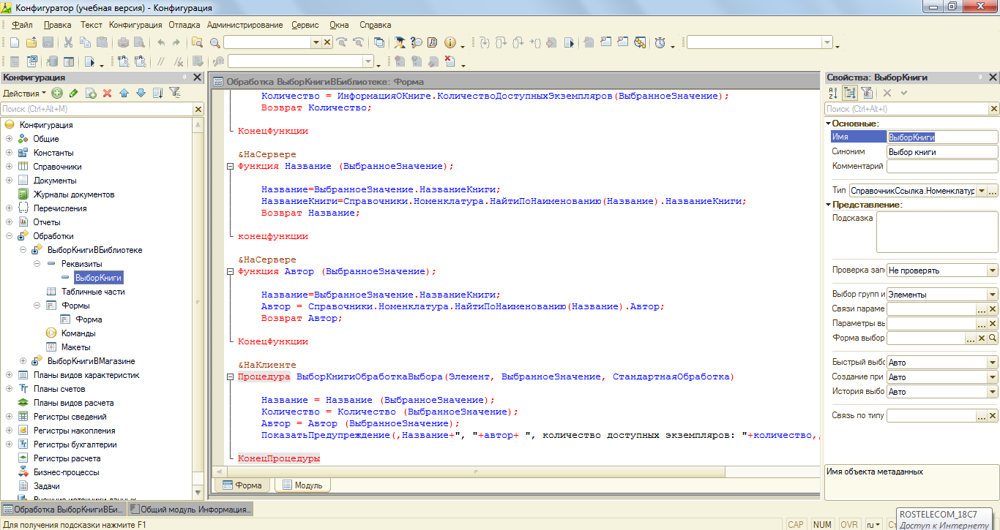 Конфигуратор (учебная версия) - Конфигурация
Файл Правка Текст Конфигурация Отладка Администрирование Сервис Окна Справка
Конфигурация
Действия
Поиск (Ctrl+Alt+M)
Конфигурация
Общие
Константы
Справочники
Документы
Журналы документов
Перечисления
Отчеты
Обработки
ВыборКнигиВБиблиотеке
Реквизиты
ВыборКниги
Табличные части
Формы
Форма
Команды
Макеты
ВыборКнигиВМагазине
Планы видов характеристик
Планы счетов
Планы видов расчета
Регистры сведений
Регистры накопления
Регистры бухгалтерии
Регистры расчета
Бизнес-процессы
Задачи
Внешние источники данных
Обработка ВыборКнигиВБиблиотеке: Форма
Количество = ИнформацияОКниге.КоличествоДоступныхЭкземпляров(ВыбранноеЗначение);
Возврат Количество;
КонецФункции
&НаСервере
функция Название (ВыбранноеЗначение);
Название=ВыбранноеЗначение.НазваниеКниги;
НазваниеКниги=Справочники.Номенклатура.НайтиПоНаименованию(Название).НазваниеКниги;
Возврат Название;
конецфункции
&НаСервере
функция Автор (ВыбранноеЗначение);
Название=ВыбранноеЗначение.НазваниеКниги;
Автор = Справочники.Номенклатура.НайтиПоНаименованию(Название).Автор;
Возврат Автор;
КонецФункции
&НаКлиенте
Процедура ВыборКнигиОбработкаВыбора(Элемент, ВыбранноеЗначение, СтандартнаяОбработка)
Название = Название (ВыбранноеЗначение);
Количество = Количество (ВыбранноеЗначение);
Автор = Автор (ВыбранноеЗначение);
ПоказатьПредупреждение(,Название+", "+автор+ ", количество доступных экземпляров: "+количество,,
КонецПроцедуры
Форма Модуль
Свойства: ВыборКниги
Поиск (Ctrl+Alt+I)
Основные:
Имя ВыборКниги
Синоним Выбор книги
Комментарий
Тип СправочникСсылка.Номенклатур
Представление:
Подсказка
Проверка зап Не проверять
Выбор групп и Элементы
Связи параме
Параметры вы
Форма выбор
Быстрый выбо Авто
Создание при Авто
История выбо Авто
Связь по типу
Имя объекта метаданных
Обработка ВыборКнигиВБи... Общий модуль Информация...
Для получения подсказки нажмите F1
CAP NUM OVR ru
ROSTELECOM_18C7
Доступ к Интернету